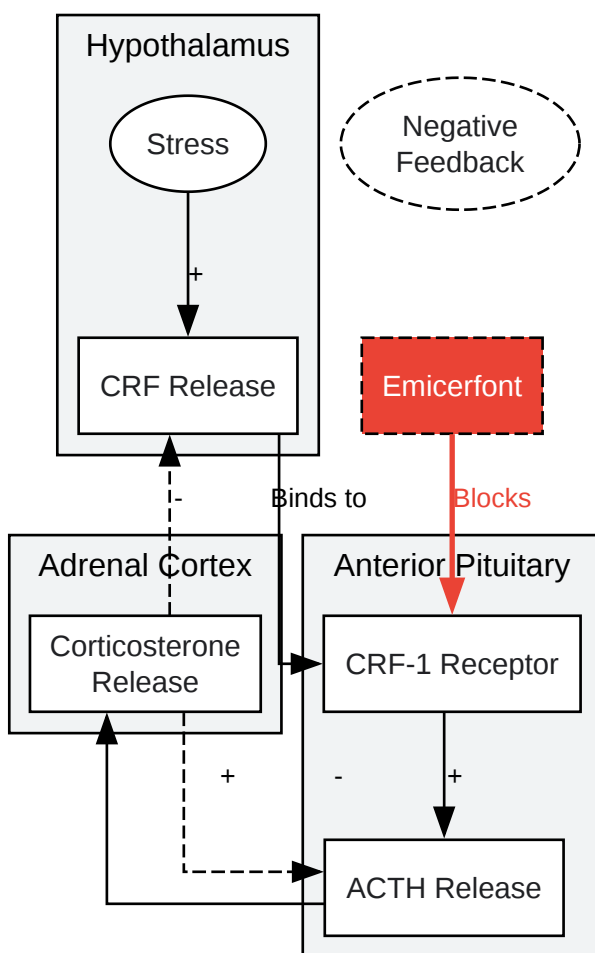 Hypothalamus
Stress
Negative
Feedback
+
CRF Release
Emicerfont
-
Binds to
Blocks
Adrenal Cortex
Anterior Pituitary
Corticosterone
Release
CRF-1 Receptor
+
-
+
ACTH Release